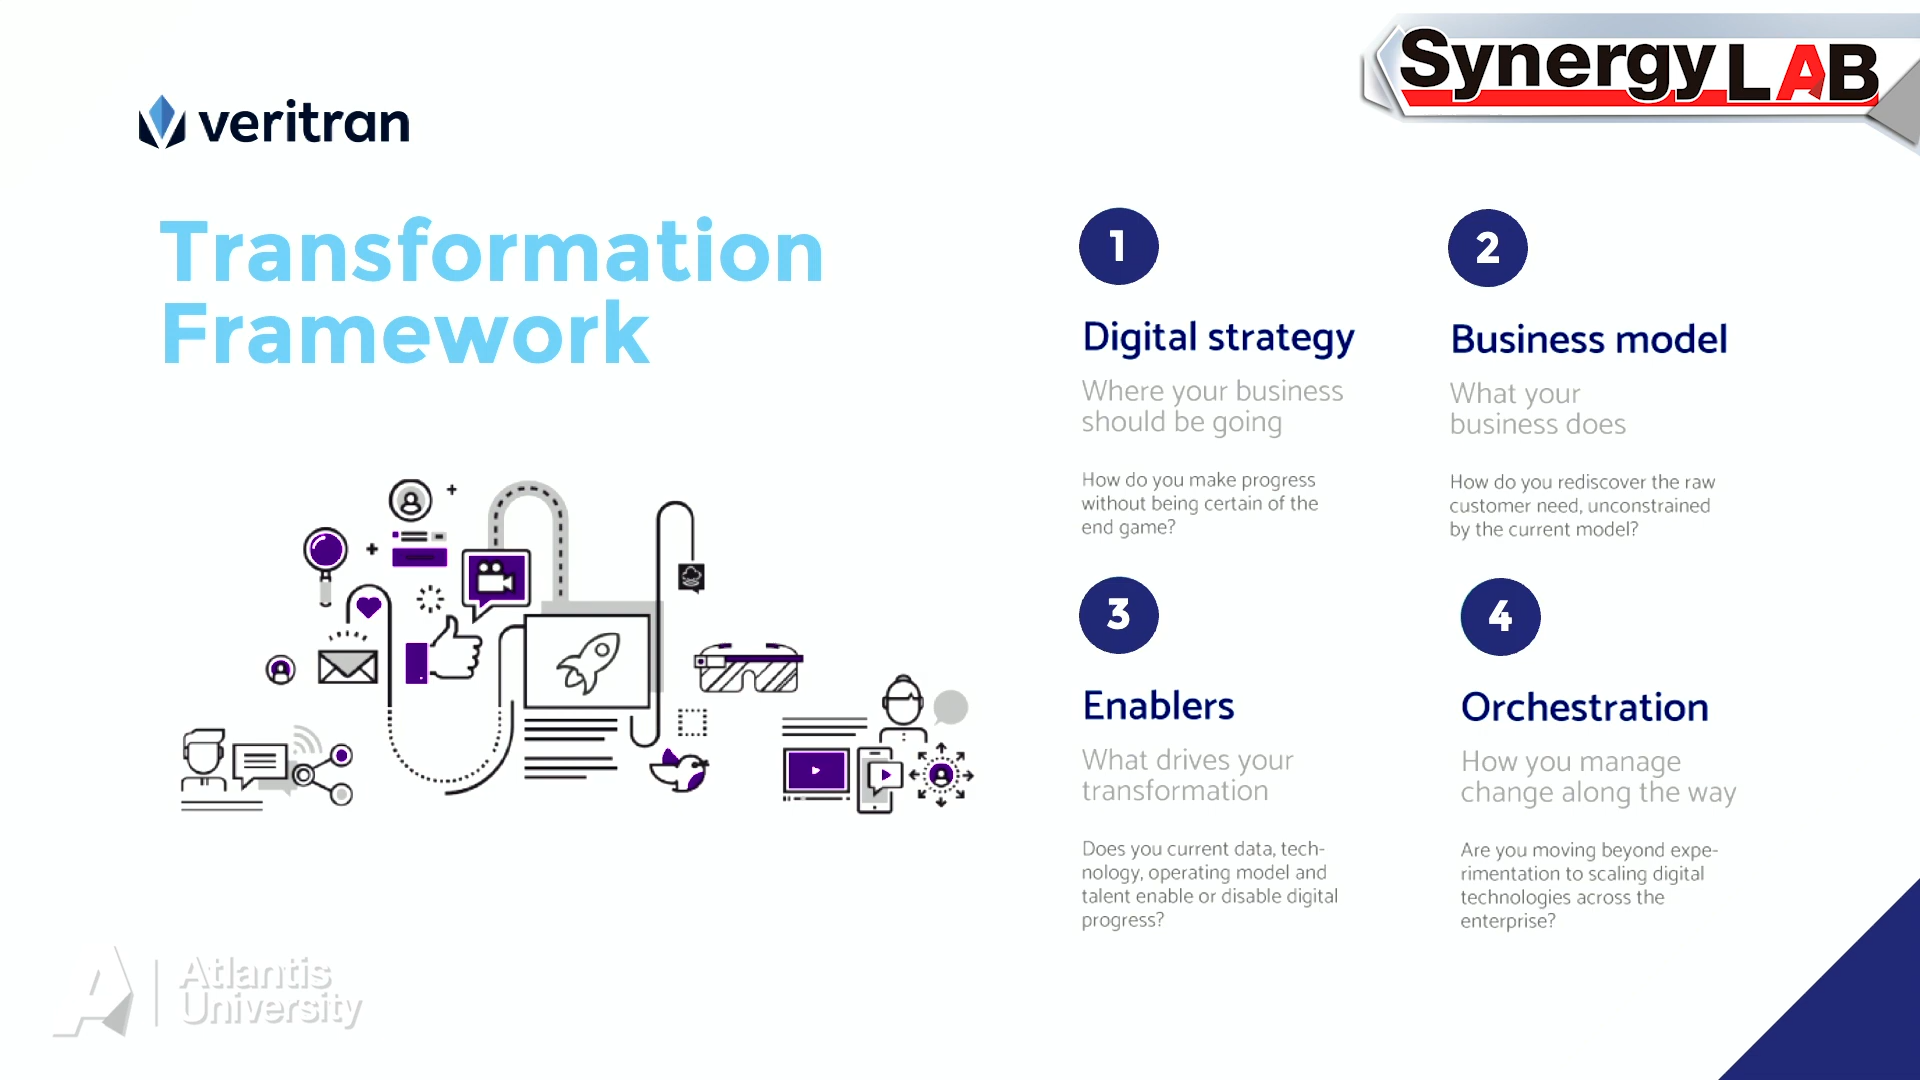 Synergy LAB
veritran
Transformation
Framework
1
Digital strategy
Where your business
should be going
How do you make progress
without being certain of the
end game?
2
Business model
What your
business does
How do you rediscover the raw
customer need, unconstrained
by the current model?
3
Enablers
What drives your
transformation
Does you current data, tech-
nology, operating model and
talent enable or disable digital
progress?
4
Orchestration
How you manage
change along the way
Are you moving beyond expe-
rimentation to scaling digital
technologies across the
enterprise?
Atlantis
University